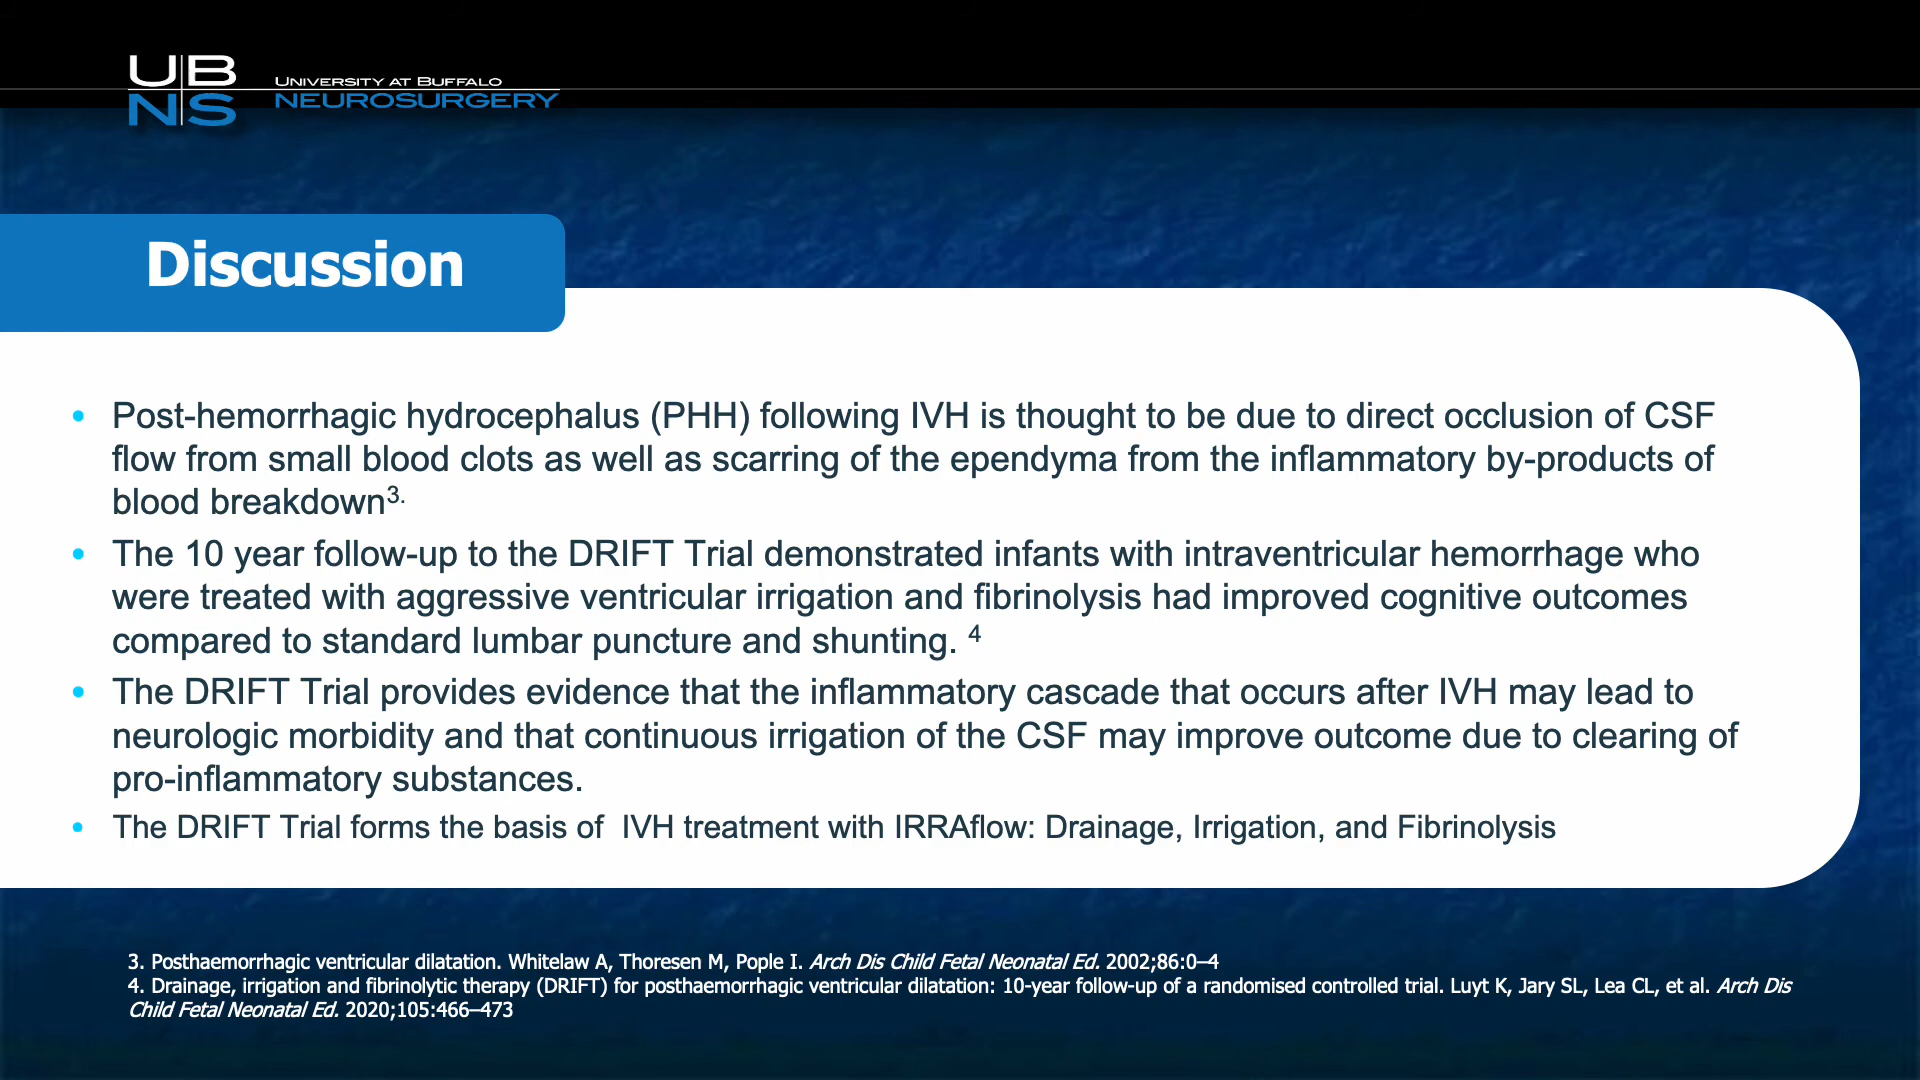 UB
NS
UNIVERSITY AT BUFFALO
NEUROSURGERY
Discussion
• Post-hemorrhagic hydrocephalus (PHH) following IVH is thought to be due to direct occlusion of CSF
flow from small blood clots as well as scarring of the ependyma from the inflammatory by-products of
blood breakdown3.
• The 10 year follow-up to the DRIFT Trial demonstrated infants with intraventricular hemorrhage who
were treated with aggressive ventricular irrigation and fibrinolysis had improved cognitive outcomes
compared to standard lumbar puncture and shunting. 4
• The DRIFT Trial provides evidence that the inflammatory cascade that occurs after IVH may lead to
neurologic morbidity and that continuous irrigation of the CSF may improve outcome due to clearing of
pro-inflammatory substances.
• The DRIFT Trial forms the basis of  IVH treatment with IRRAflow: Drainage, Irrigation, and Fibrinolysis
3. Posthaemorrhagic ventricular dilatation. Whitelaw A, Thoresen M, Pople I. Arch Dis Child Fetal Neonatal Ed. 2002;86:0–4
4. Drainage, irrigation and fibrinolytic therapy (DRIFT) for posthaemorrhagic ventricular dilatation: 10-year follow-up of a randomised controlled trial. Luyt K, Jary SL, Lea CL, et al. Arch Dis
Child Fetal Neonatal Ed. 2020;105:466–473